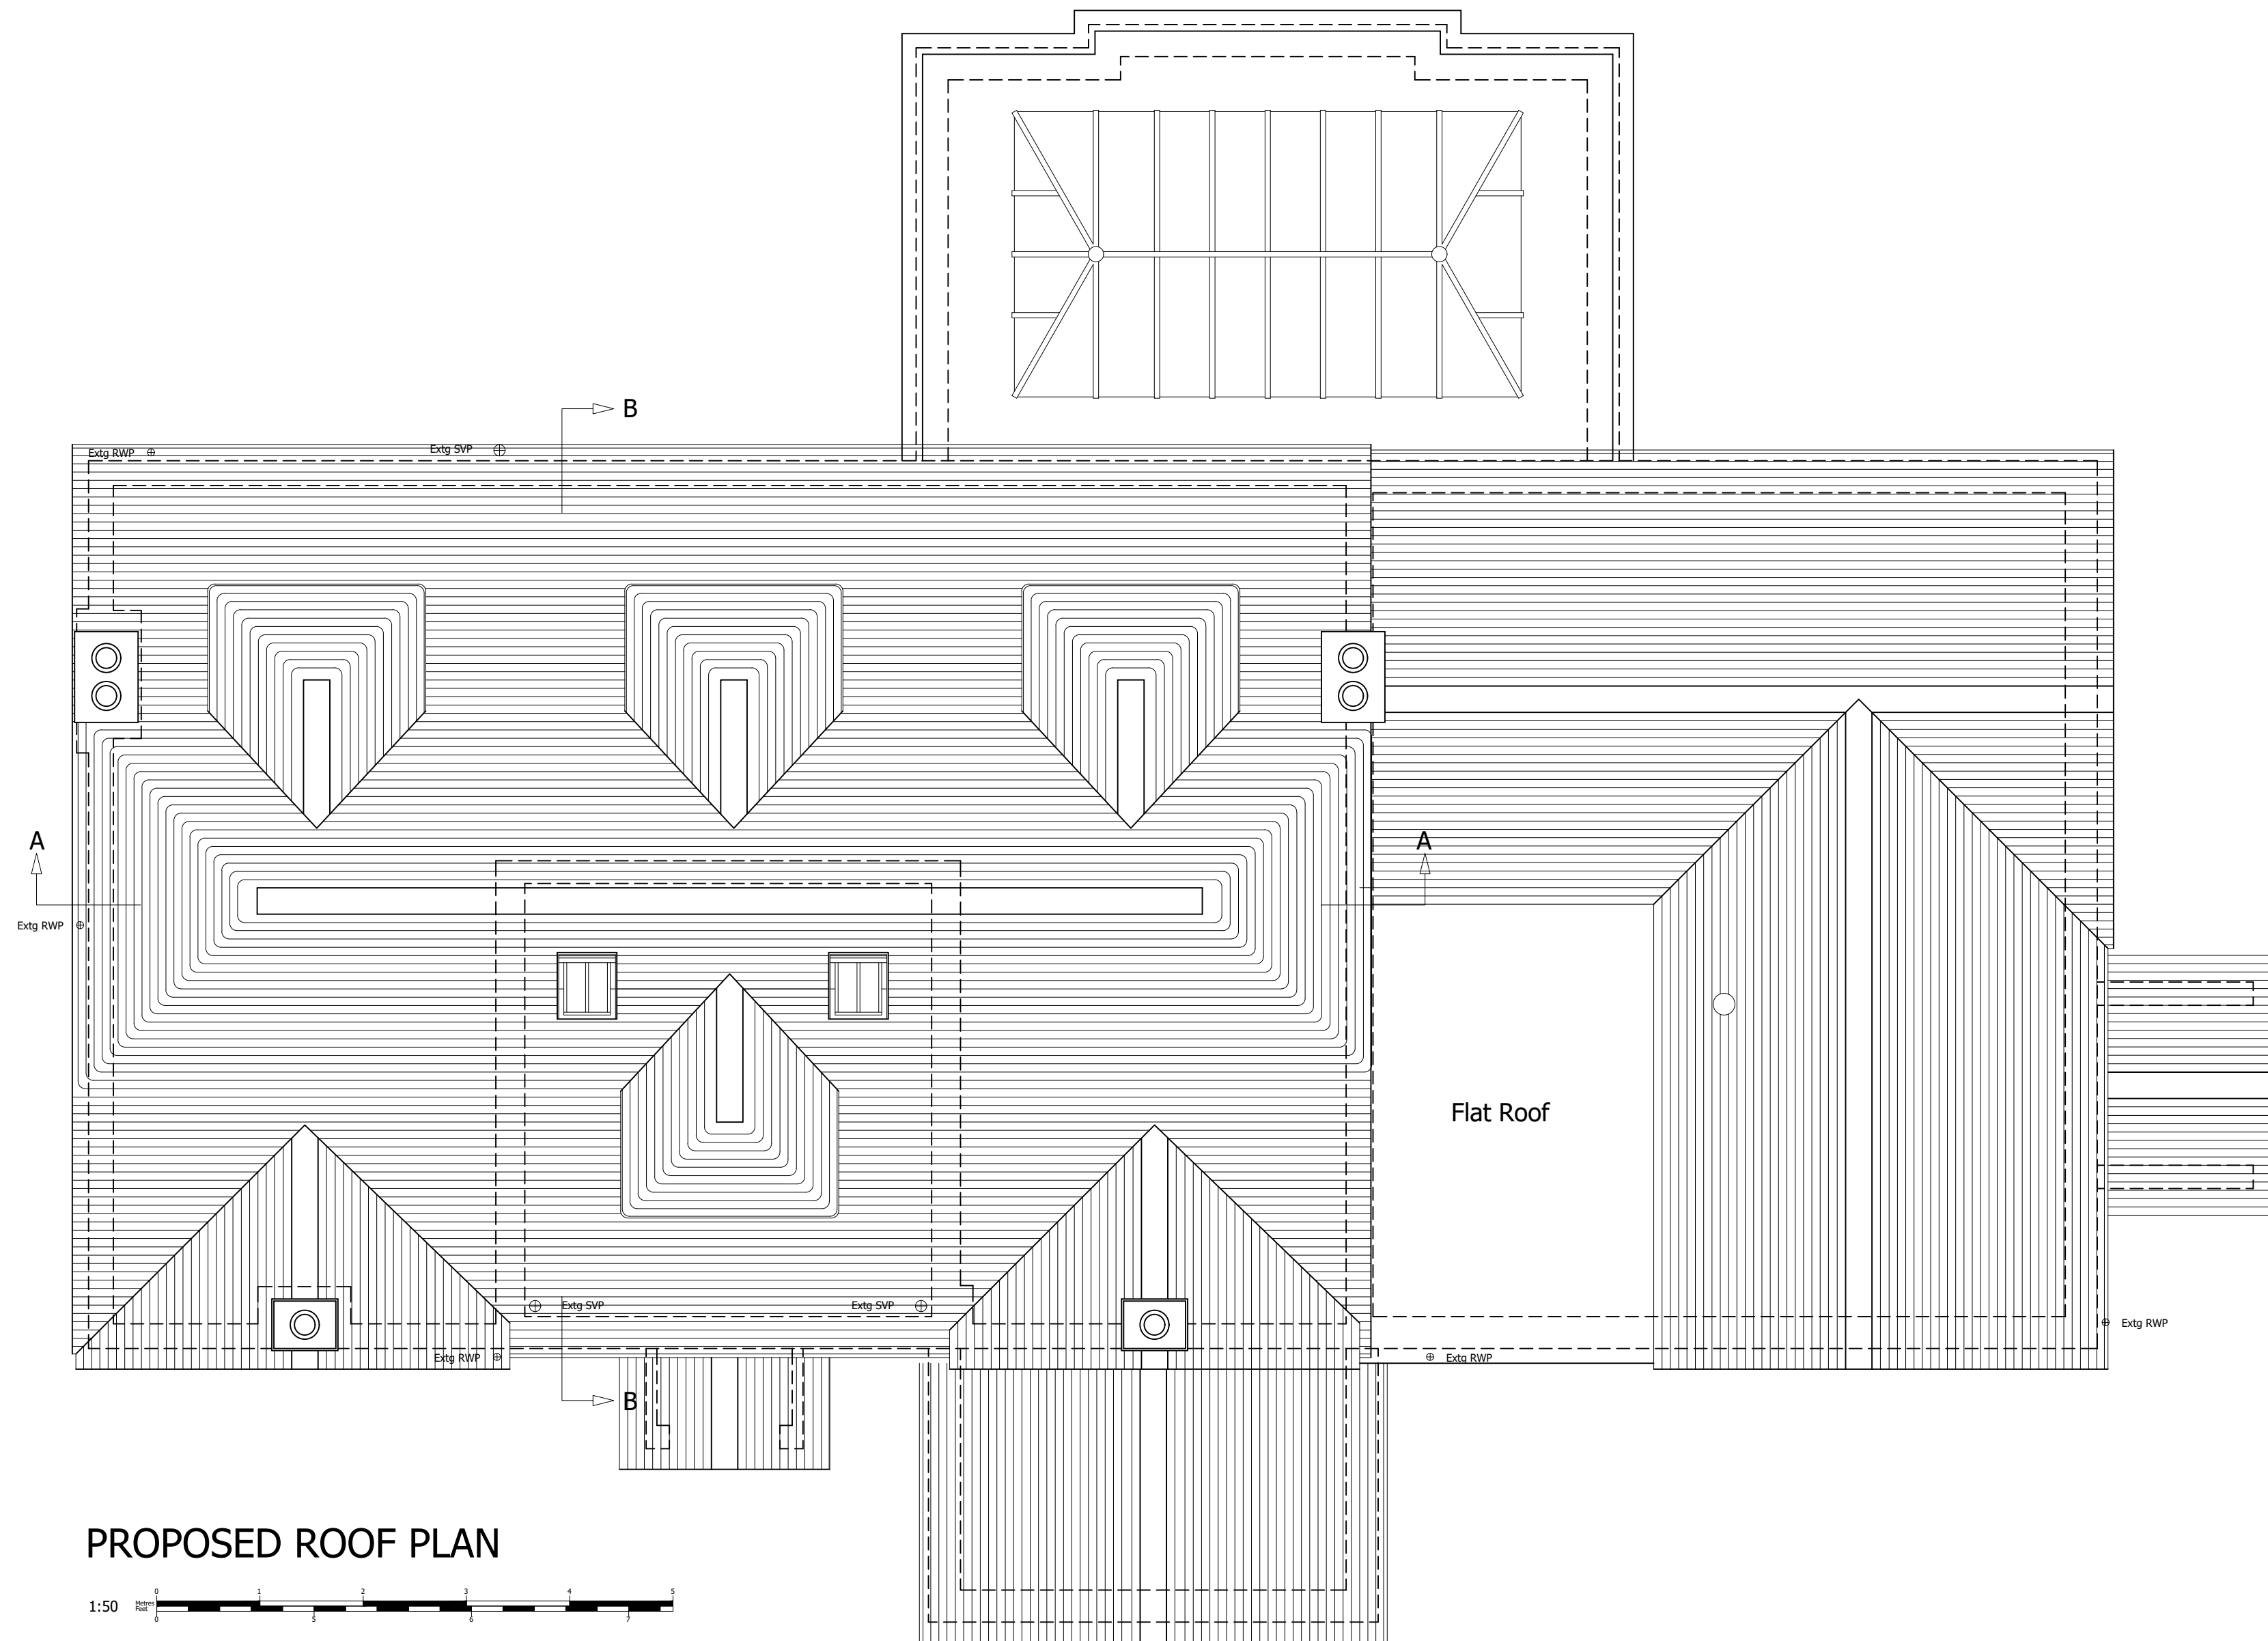 B
Extg RWP
Extg SVP
A
A
Extg RWP
Flat Roof
Extg SVP
Extg SVP
Extg RWP
Extg RWP
Extg RWP
B
PROPOSED ROOF PLAN
1:50
Metres
0 1 2 3 4 5
Feet
0 5 6 7